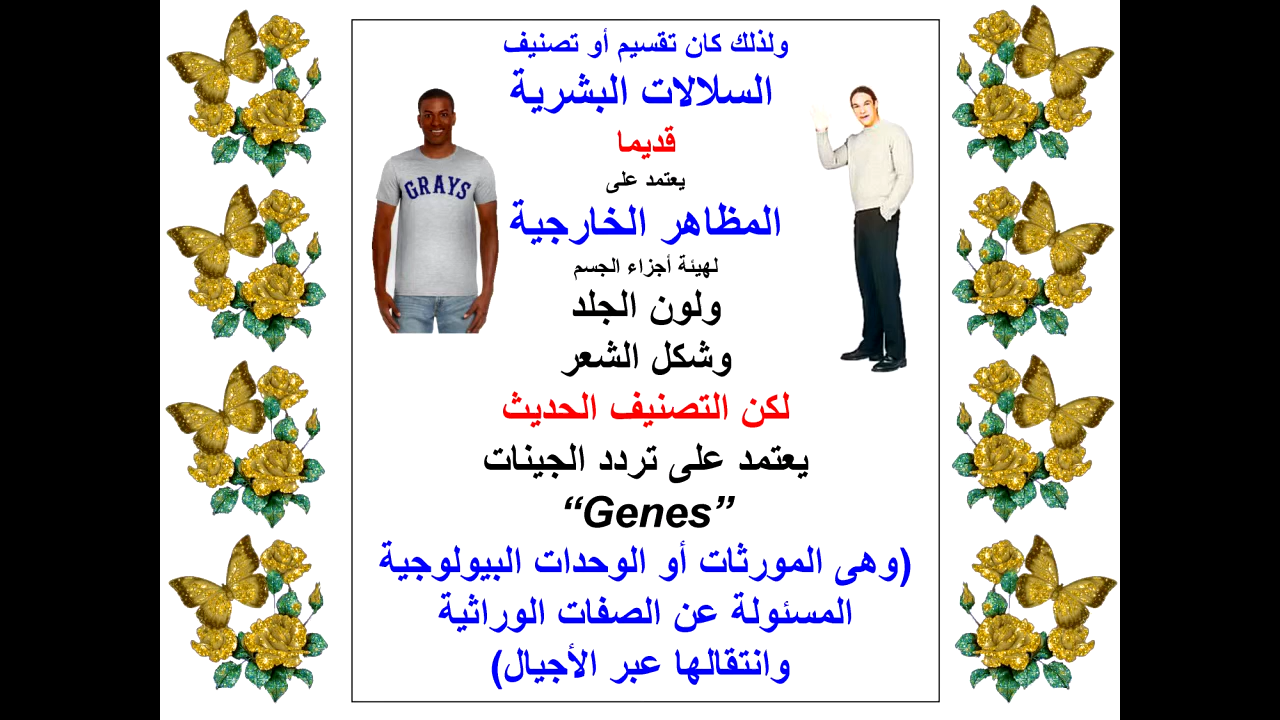 ولذلك كان تقسيم أو تصنيف
السلالات البشرية
قديما
يعتمد على
المظاهر الخارجية
لهيئة أجزاء الجسم
ولون الجلد
وشكل الشعر
لكن التصنيف الحديث
يعتمد على تردد الجينات
“Genes”
(وهى المورثات أو الوحدات البيولوجية
المسئولة عن الصفات الوراثية
وانتقالها عبر الأجيال)
GRAYS